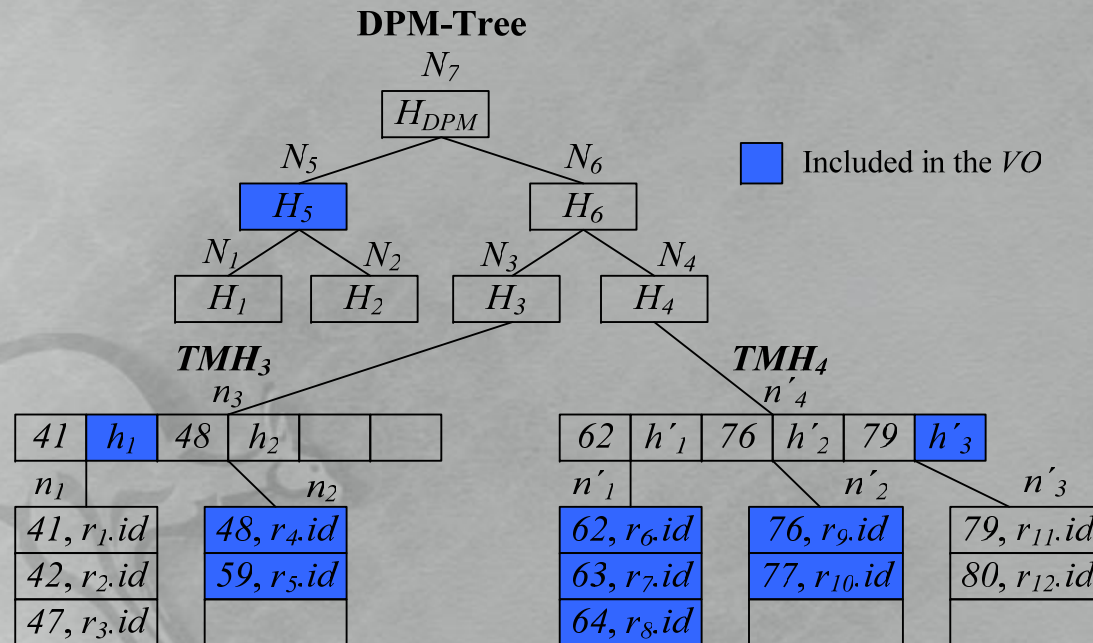 DPM-Tree
N₇
H_DPM
N₅ N₆
Included in the VO
H₅ H₆
N₁ N₂ N₃ N₄
H₁ H₂ H₃ H₄
TMH₃ TMH₄
n₃ n′₄
41 h₁ 48 h₂ 62 h′₁ 76 h′₂ 79 h′₃
n₁ n₂ n′₁ n′₂ n′₃
41, r₁.id 48, r₄.id 62, r₆.id 76, r₉.id 79, r₁₁.id
42, r₂.id 59, r₅.id 63, r₇.id 77, r₁₀.id 80, r₁₂.id
47, r₃.id 64, r₈.id